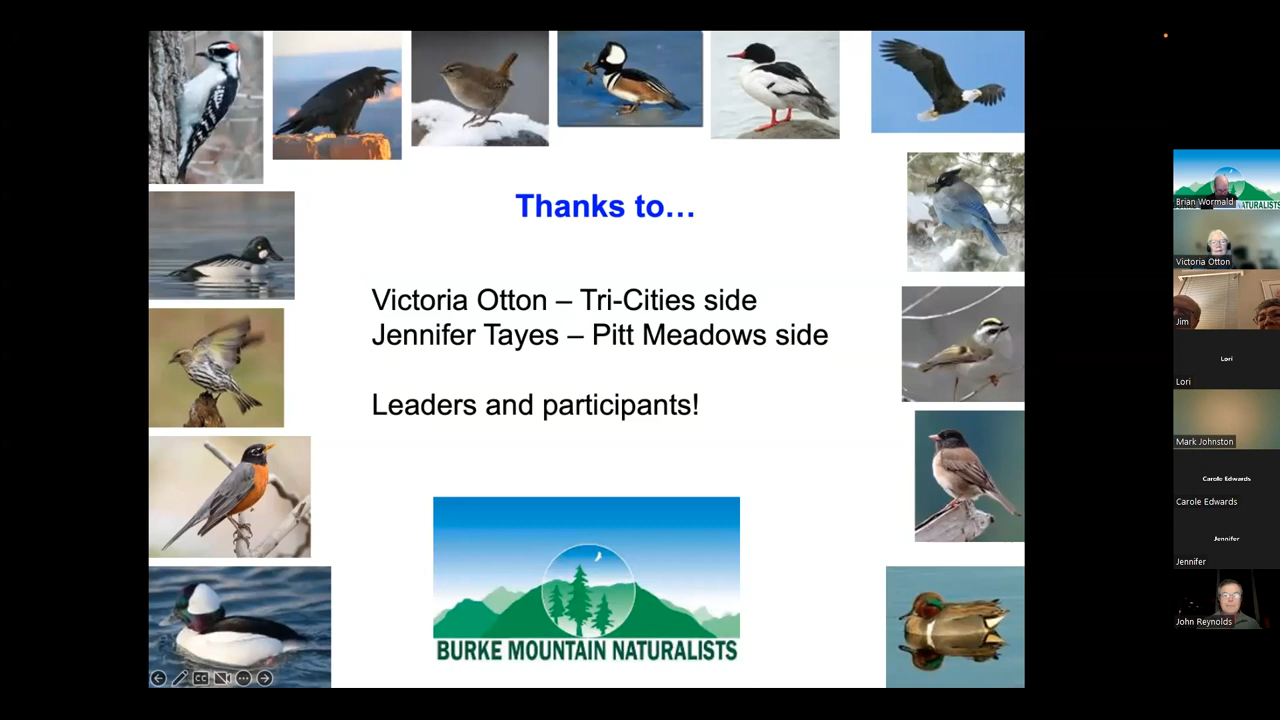 Thanks to…
Victoria Otton – Tri-Cities side
Jennifer Tayes – Pitt Meadows side
Leaders and participants!
BURKE MOUNTAIN NATURALISTS
CC
Brian Wormald
Victoria Otton
Jim
Lori
Lori
Mark Johnston
Carole Edwards
Carole Edwards
Jennifer
Jennifer
John Reynolds